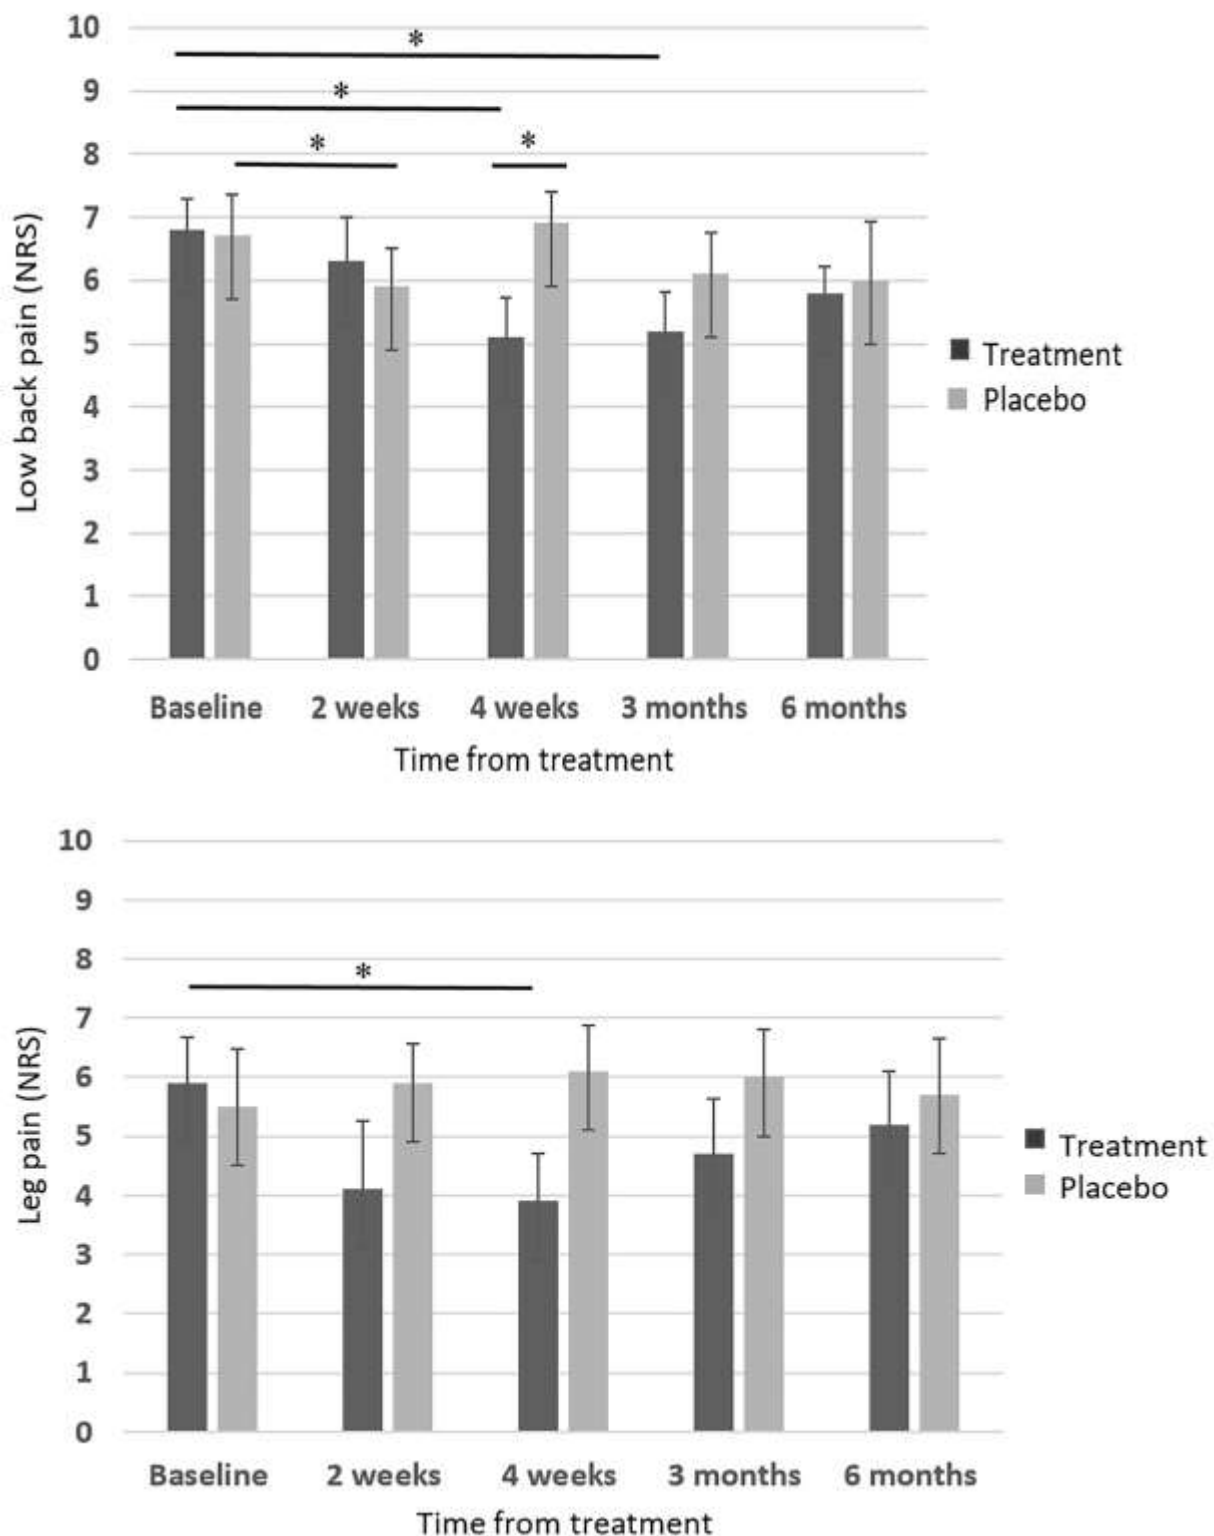 10
*
9
*
8
*
*
7
6
5
4
3
2
1
0
Low back pain (NRS)
Treatment
Placebo
Baseline 2 weeks 4 weeks 3 months 6 months
Time from treatment
10
9
8
*
7
6
5
4
3
2
1
0
Leg pain (NRS)
Treatment
Placebo
Baseline 2 weeks 4 weeks 3 months 6 months
Time from treatment